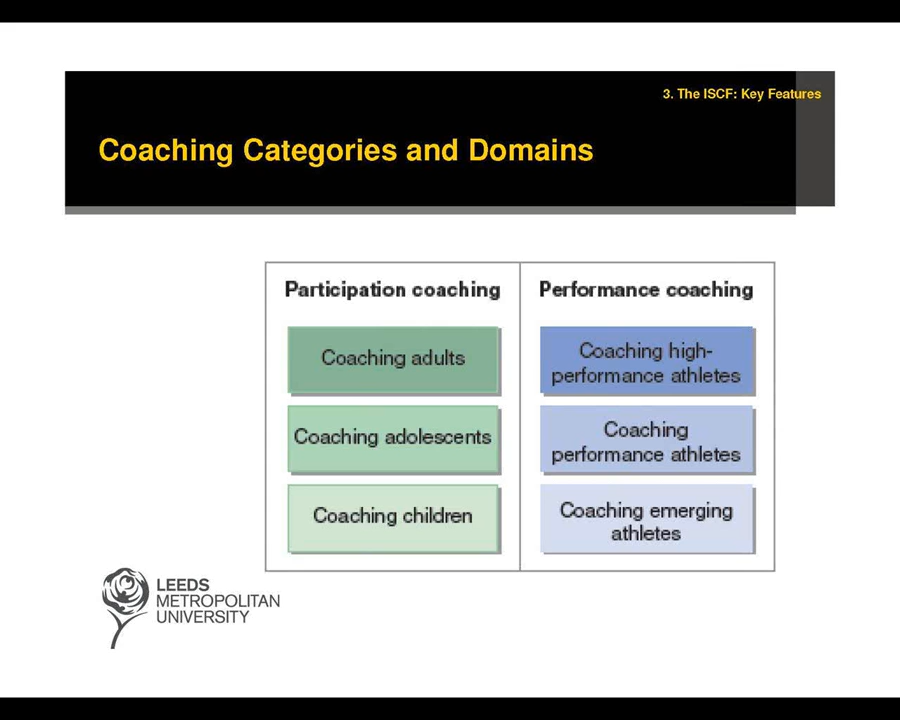 3. The ISCF: Key Features
Coaching Categories and Domains
Participation coaching
Coaching adults
Coaching adolescents
Coaching children
Performance coaching
Coaching high-
performance athletes
Coaching
performance athletes
Coaching emerging
athletes
LEEDS
METROPOLITAN
UNIVERSITY